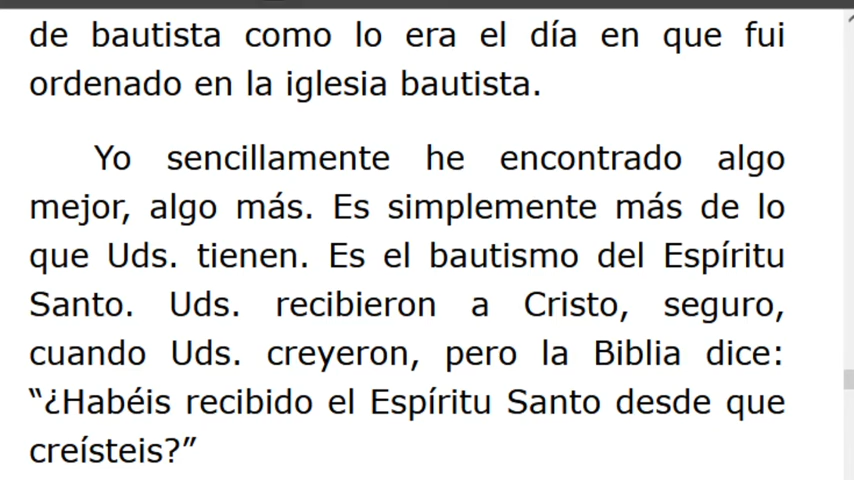 de bautista como lo era el día en que fui
ordenado en la iglesia bautista.
Yo sencillamente he encontrado algo
mejor, algo más. Es simplemente más de lo
que Uds. tienen. Es el bautismo del Espíritu
Santo. Uds. recibieron a Cristo, seguro,
cuando Uds. creyeron, pero la Biblia dice:
“¿Habéis recibido el Espíritu Santo desde que
creísteis?”